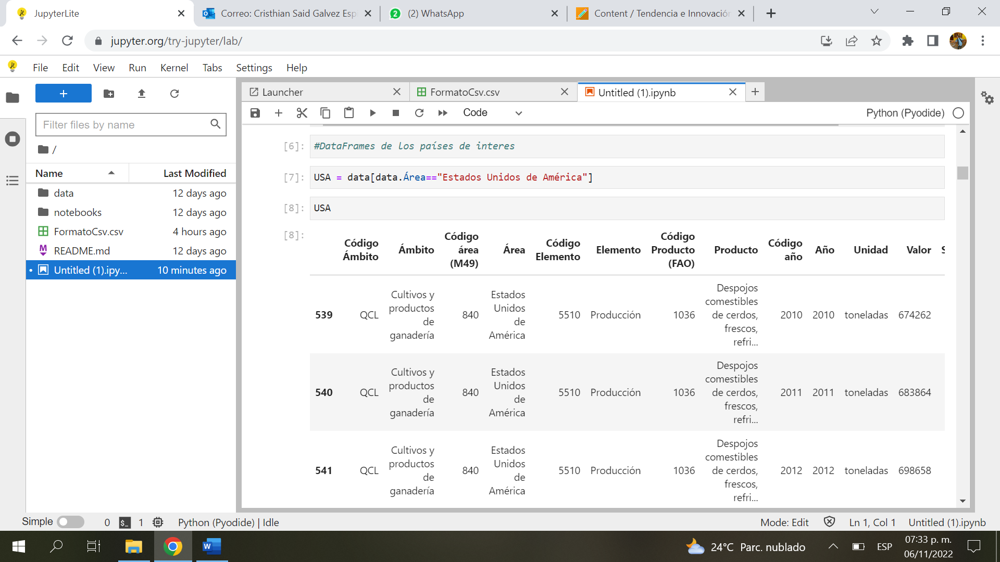 JupyterLite
Correo: Cristhian Said Galvez Esp
(2) WhatsApp
Content / Tendencia e Innovación
jupyter.org/try-jupyter/lab/
File Edit View Run Kernel Tabs Settings Help
Launcher
FormatoCsv.csv
Untitled (1).ipynb
Code
Python (Pyodide)
Filter files by name
/
Name Last Modified
data 12 days ago
notebooks 12 days ago
FormatoCsv.csv 4 hours ago
README.md 12 days ago
Untitled (1).ipy... 10 minutes ago
[6]: #DataFrames de los países de interes
[7]: USA = data[data.Área=="Estados Unidos de América"]
[8]: USA
[8]:
Código Ámbito
Ámbito
Código área (M49)
Área
Código Elemento
Elemento
Código Producto (FAO)
Producto
Código año
Año
Unidad
Valor
S
539 QCL Cultivos y productos de ganadería 840 Estados Unidos de América 5510 Producción 1036 Despojos comestibles de cerdos, frescos, refri... 2010 2010 toneladas 674262
540 QCL Cultivos y productos de ganadería 840 Estados Unidos de América 5510 Producción 1036 Despojos comestibles de cerdos, frescos, refri... 2011 2011 toneladas 683864
541 QCL Cultivos y productos de ganadería 840 Estados Unidos de América 5510 Producción 1036 Despojos comestibles de cerdos, frescos, refri... 2012 2012 toneladas 698658
Simple 0 $_ 1 Python (Pyodide) | Idle
Mode: Edit Ln 1, Col 1 Untitled (1).ipynb
24°C Parc. nublado
ESP
07:33 p. m.
06/11/2022